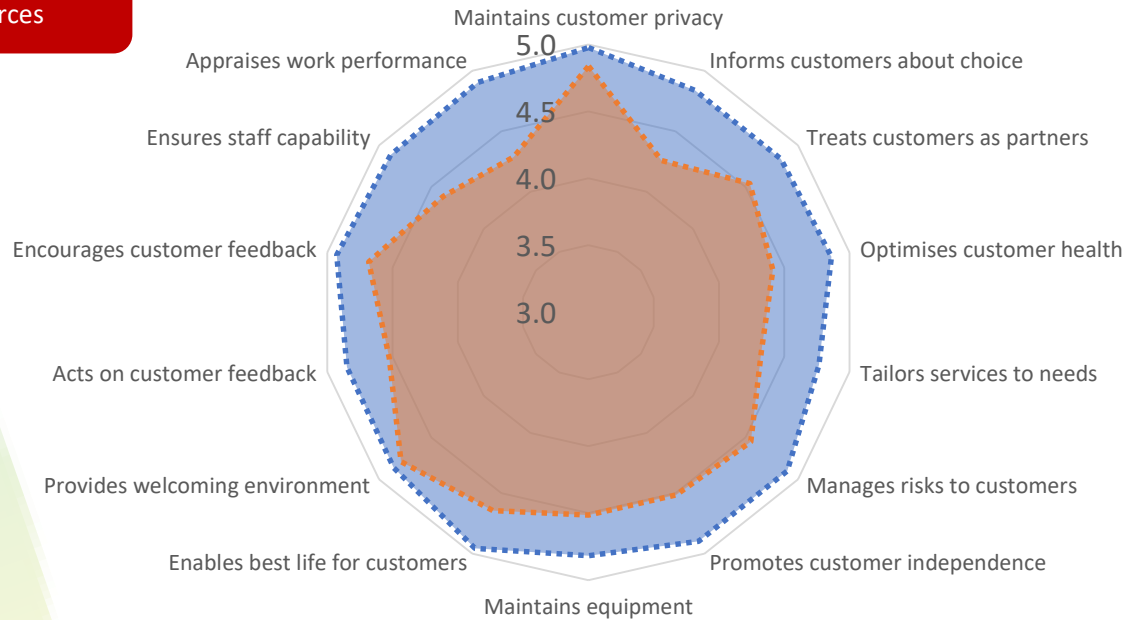 rces
Maintains customer privacy
5.0
Appraises work performance
Informs customers about choice
4.5
Ensures staff capability
Treats customers as partners
4.0
Encourages customer feedback
Optimises customer health
3.5
3.0
Acts on customer feedback
Tailors services to needs
Provides welcoming environment
Manages risks to customers
Enables best life for customers
Promotes customer independence
Maintains equipment